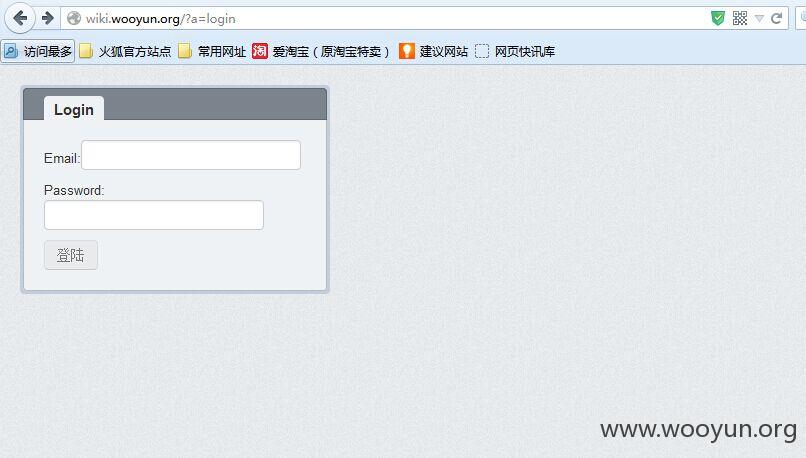 wiki.wooyun.org/?a=login
访问最多 火狐官方站点 常用网址 爱淘宝（原淘宝特卖） 建议网站 网页快讯库
Login
Email:
Password:
登陆
www.wooyun.org